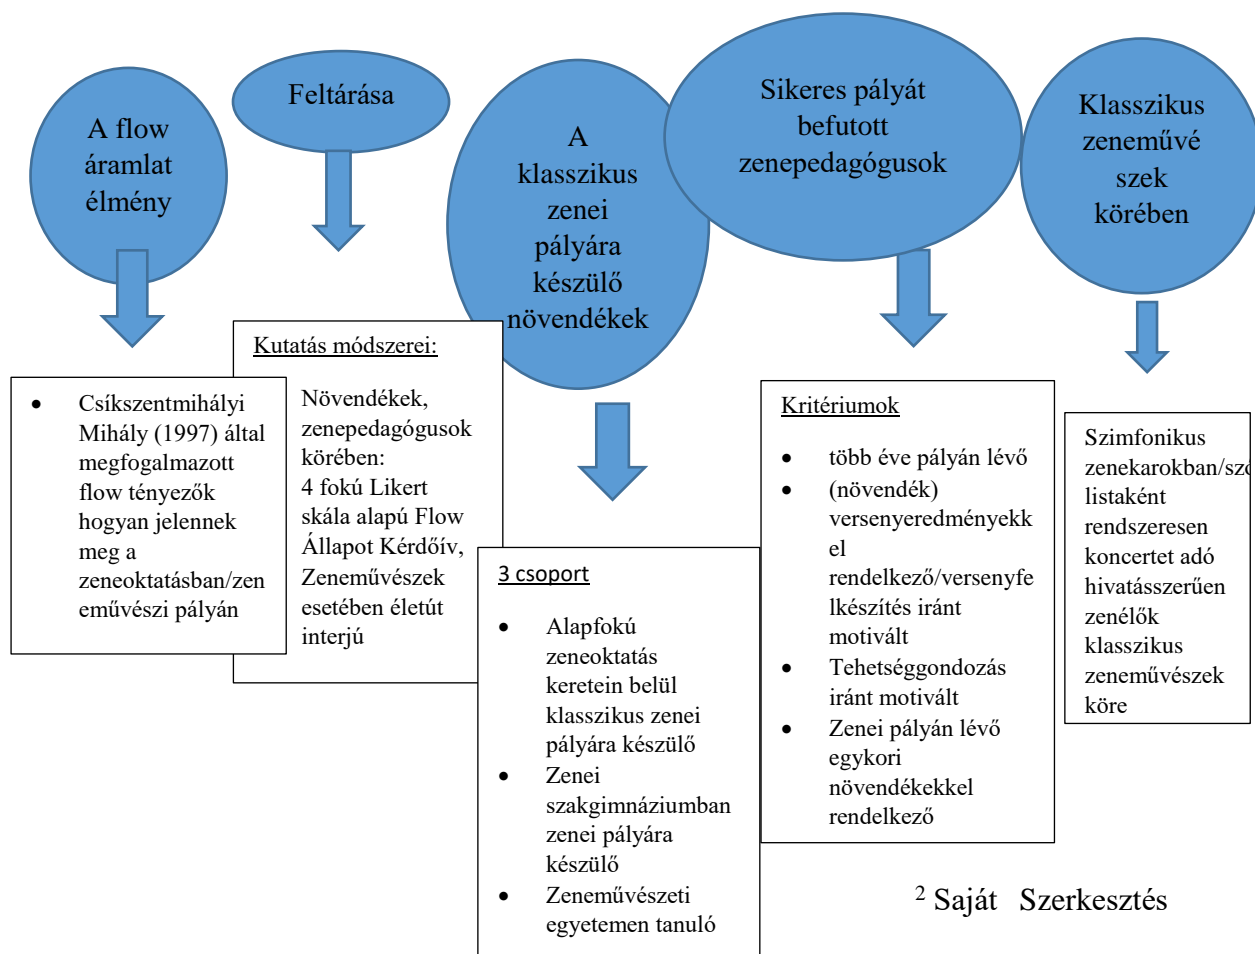 A flow
áramlat
élmény
Feltárása
A
klasszikus
zenei
pályára
készülő
növendékek
Sikeres pályát
befutott
zenepedagógusok
Klasszikus
zeneművé
szek
körében
• Csíkszentmihályi
Mihály (1997) által
megfogalmazott
flow tényezők
hogyan jelennek
meg a
zeneoktatásban/zen
eművészi pályán
Kutatás módszerei:
Növendékek,
zenepedagógusok
körében:
4 fokú Likert
skála alapú Flow
Állapot Kérdőív,
Zeneművészek
esetében életút
interjú
3 csoport
• Alapfokú
zeneoktatás
keretein belül
klasszikus zenei
pályára készülő
• Zenei
szakgimnáziumban
zenei pályára
készülő
• Zeneművészeti
egyetemen tanuló
Kritériumok
• több éve pályán lévő
• (növendék)
versenyeredményekk
el
rendelkező/versenyfe
lkészítés iránt
motivált
• Tehetséggondozás
iránt motivált
• Zenei pályán lévő
egykori
növendékekkel
rendelkező
Szimfonikus
zenekarokban/szó
listaként
rendszeresen
koncertet adó
hivatásszerűen
zenélők
klasszikus
zeneművészek
köre
² Saját Szerkesztés